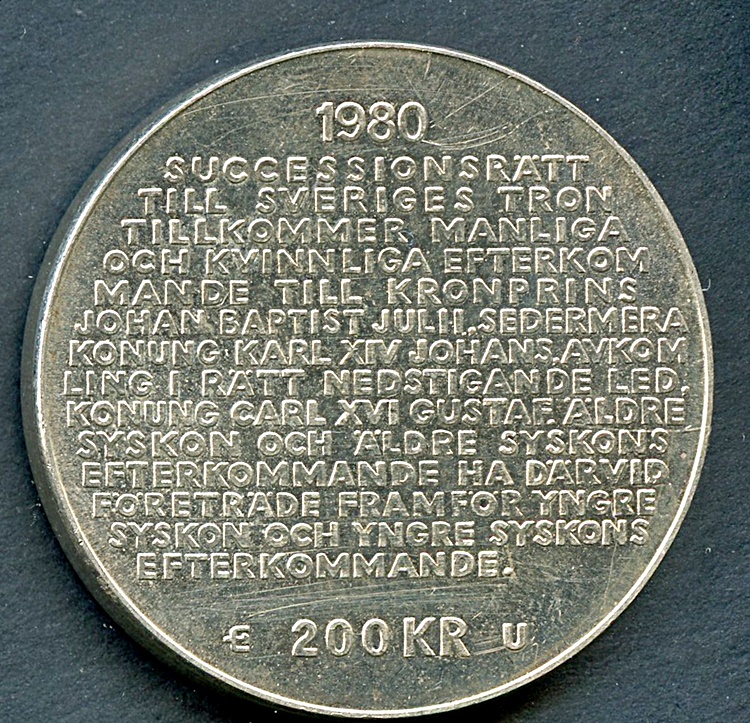 1980
SUCCESSIONSRÄTT
TILL SVERIGES TRON
TILLKOMMER MANLIGA
OCH KVINNLIGA EFTERKOM
MANDE TILL KRONPRINS
JOHAN BAPTIST JULII, SEDERMERA
KONUNG KARL XIV JOHANS, AVKOM
LING I RÄTT NEDSTIGANDE LED.
KONUNG CARL XVI GUSTAF. ÄLDRE
SYSKON OCH ÄLDRE SYSKONS
EFTERKOMMANDE HA DÄRVID
FÖRETRÄDE FRAMFÖR YNGRE
SYSKON OCH YNGRE SYSKONS
EFTERKOMMANDE.
200 KR U